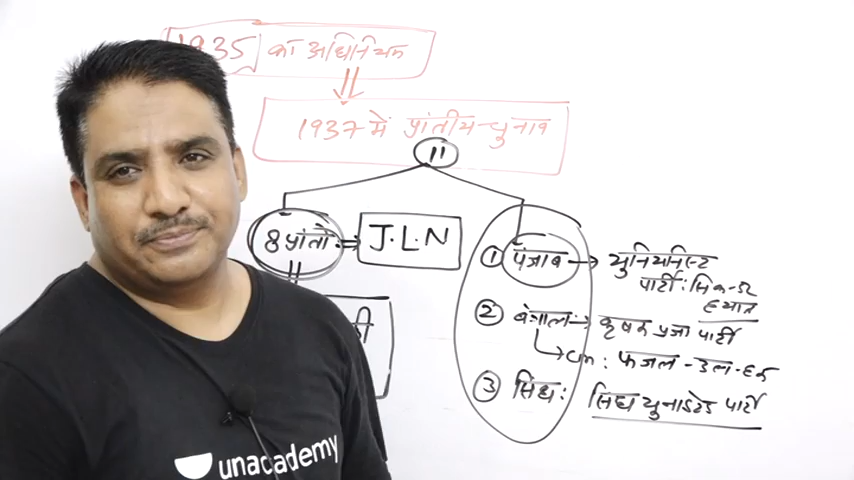 1935 का अधिनियम
1937 में प्रांतीय-चुनाव
11
8 प्रांतो
J.L.N
① पंजाब → युनियनिस्ट
पार्टी: सिकन्दर
हयात
② बंगाल → कृषक प्रजा पार्टी
→ CM: फजल-उल-हक
③ सिंध: सिंध युनाइटेड पार्टी
unacademy